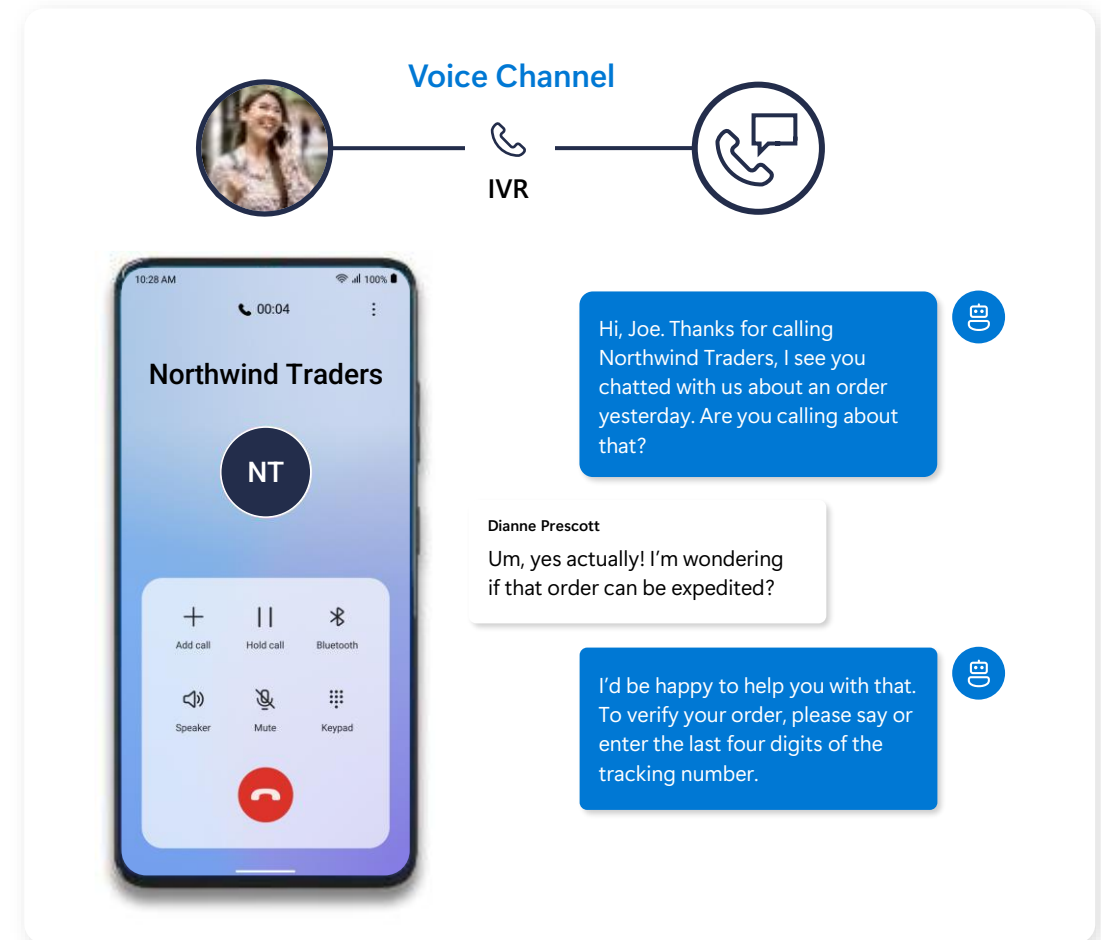 Voice Channel
IVR
10:28 AM
100%
00:04
Northwind Traders
NT
Add call
Hold call
Bluetooth
Speaker
Mute
Keypad
Hi, Joe. Thanks for calling
Northwind Traders, I see you
chatted with us about an order
yesterday. Are you calling about
that?
Dianne Prescott
Um, yes actually! I’m wondering
if that order can be expedited?
I’d be happy to help you with that.
To verify your order, please say or
enter the last four digits of the
tracking number.